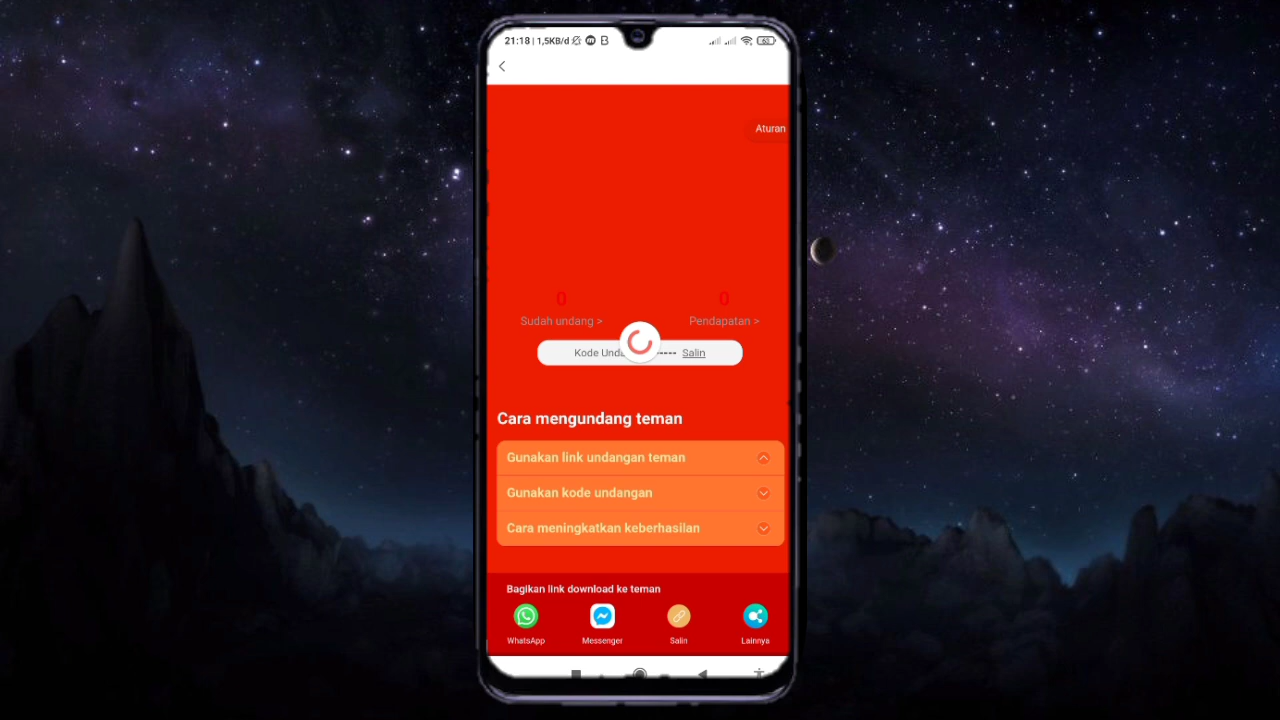 21:18 | 1,5KB/d
Aturan
0 0
Sudah undang > Pendapatan >
Kode ---- Salin
Cara mengundang teman
Gunakan link undangan teman
Gunakan kode undangan
Cara meningkatkan keberhasilan
Bagikan link download ke teman
WhatsApp Messenger Salin Lainnya